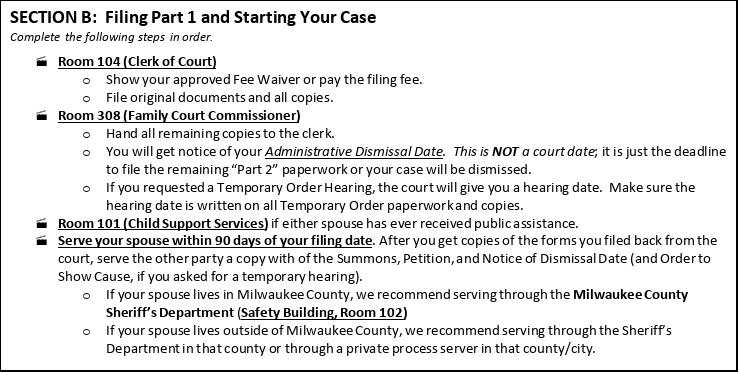 SECTION B:  Filing Part 1 and Starting Your Case
Complete the following steps in order.
Room 104 (Clerk of Court)
o Show your approved Fee Waiver or pay the filing fee.
o File original documents and all copies.
Room 308 (Family Court Commissioner)
o Hand all remaining copies to the clerk.
o You will get notice of your Administrative Dismissal Date.  This is NOT a court date; it is just the deadline
to file the remaining “Part 2” paperwork or your case will be dismissed.
o If you requested a Temporary Order Hearing, the court will give you a hearing date.  Make sure the
hearing date is written on all Temporary Order paperwork and copies.
Room 101 (Child Support Services) if either spouse has ever received public assistance.
Serve your spouse within 90 days of your filing date. After you get copies of the forms you filed back from the
court, serve the other party a copy with of the Summons, Petition, and Notice of Dismissal Date (and Order to
Show Cause, if you asked for a temporary hearing).
o If your spouse lives in Milwaukee County, we recommend serving through the Milwaukee County
Sheriff’s Department (Safety Building, Room 102)
o If your spouse lives outside of Milwaukee County, we recommend serving through the Sheriff’s
Department in that county or through a private process server in that county/city.